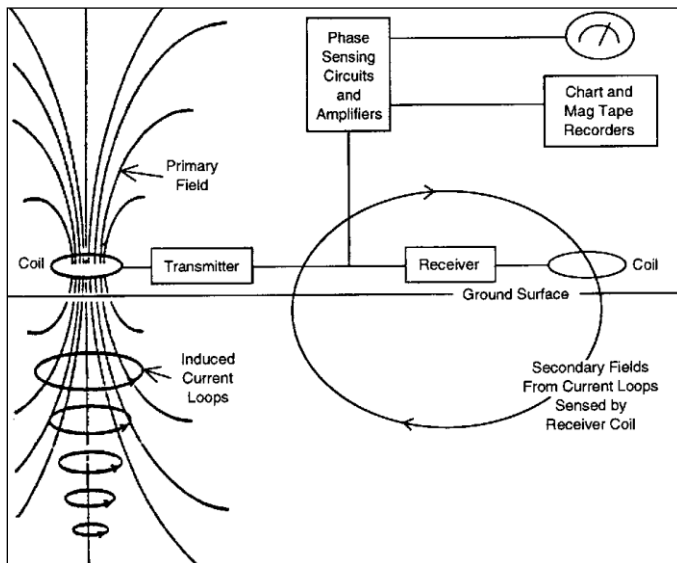 Phase
Sensing
Circuits
and
Amplifiers
Chart and
Mag Tape
Recorders
Primary
Field
Coil
Transmitter
Receiver
Coil
Ground Surface
Induced
Current
Loops
Secondary Fields
From Current Loops
Sensed by
Receiver Coil